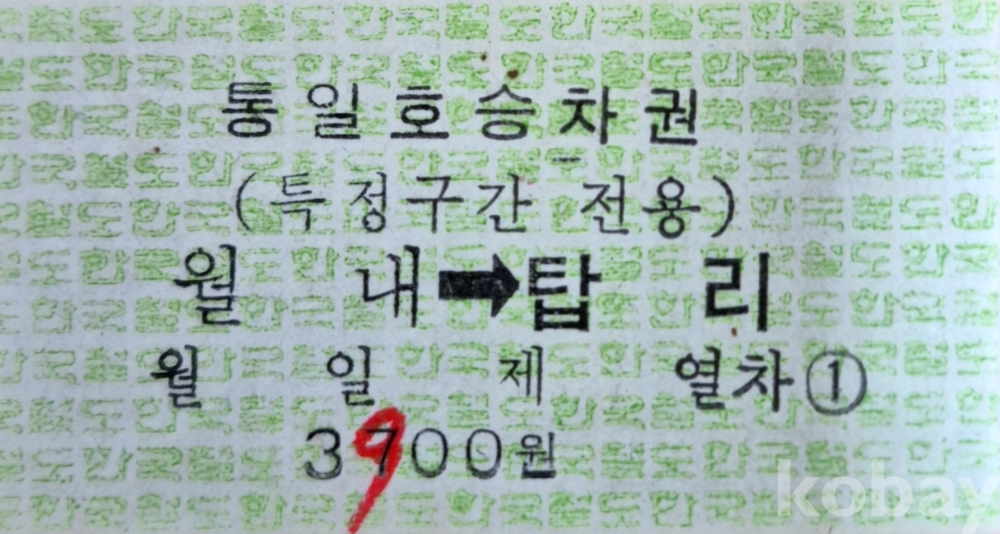 통일호승차권
(특정구간 전용)
월 내➡탑 리
월 일 제 열차①
3900원
kobay